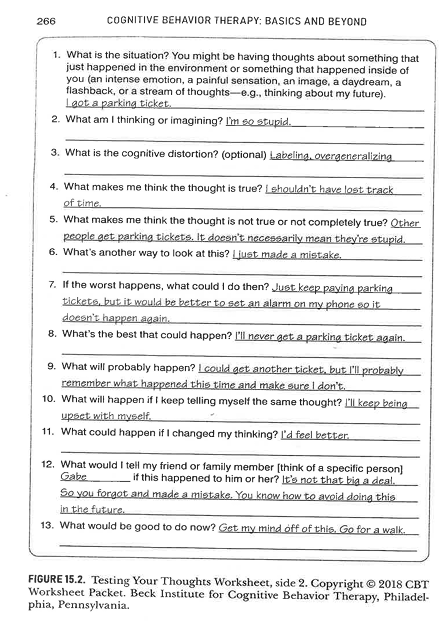 266
COGNITIVE BEHAVIOR THERAPY: BASICS AND BEYOND
1. What is the situation? You might be having thoughts about something that
just happened in the environment or something that happened inside of
you (an intense emotion, a painful sensation, an image, a daydream, a
flashback, or a stream of thoughts—e.g., thinking about my future).
I got a parking ticket.
2. What am I thinking or imagining? I'm so stupid.
3. What is the cognitive distortion? (optional) Labeling, overgeneralizing
4. What makes me think the thought is true? I shouldn't have lost track
of time.
5. What makes me think the thought is not true or not completely true? Other
people get parking tickets. It doesn't necessarily mean they're stupid.
6. What's another way to look at this? I just made a mistake.
7. If the worst happens, what could I do then? Just keep paying parking
tickets, but it would be better to set an alarm on my phone so it
doesn't happen again.
8. What's the best that could happen? I'll never get a parking ticket again.
9. What will probably happen? I could get another ticket, but I'll probably
remember what happened this time and make sure I don't.
10. What will happen if I keep telling myself the same thought? I'll keep being
upset with myself.
11. What could happen if I changed my thinking? I'd feel better.
12. What would I tell my friend or family member [think of a specific person]
Gabe if this happened to him or her? It's not that big a deal.
So you forgot and made a mistake. You know how to avoid doing this
in the future.
13. What would be good to do now? Get my mind off of this. Go for a walk.
FIGURE 15.2. Testing Your Thoughts Worksheet, side 2. Copyright © 2018 CBT
Worksheet Packet. Beck Institute for Cognitive Behavior Therapy, Philadel-
phia, Pennsylvania.